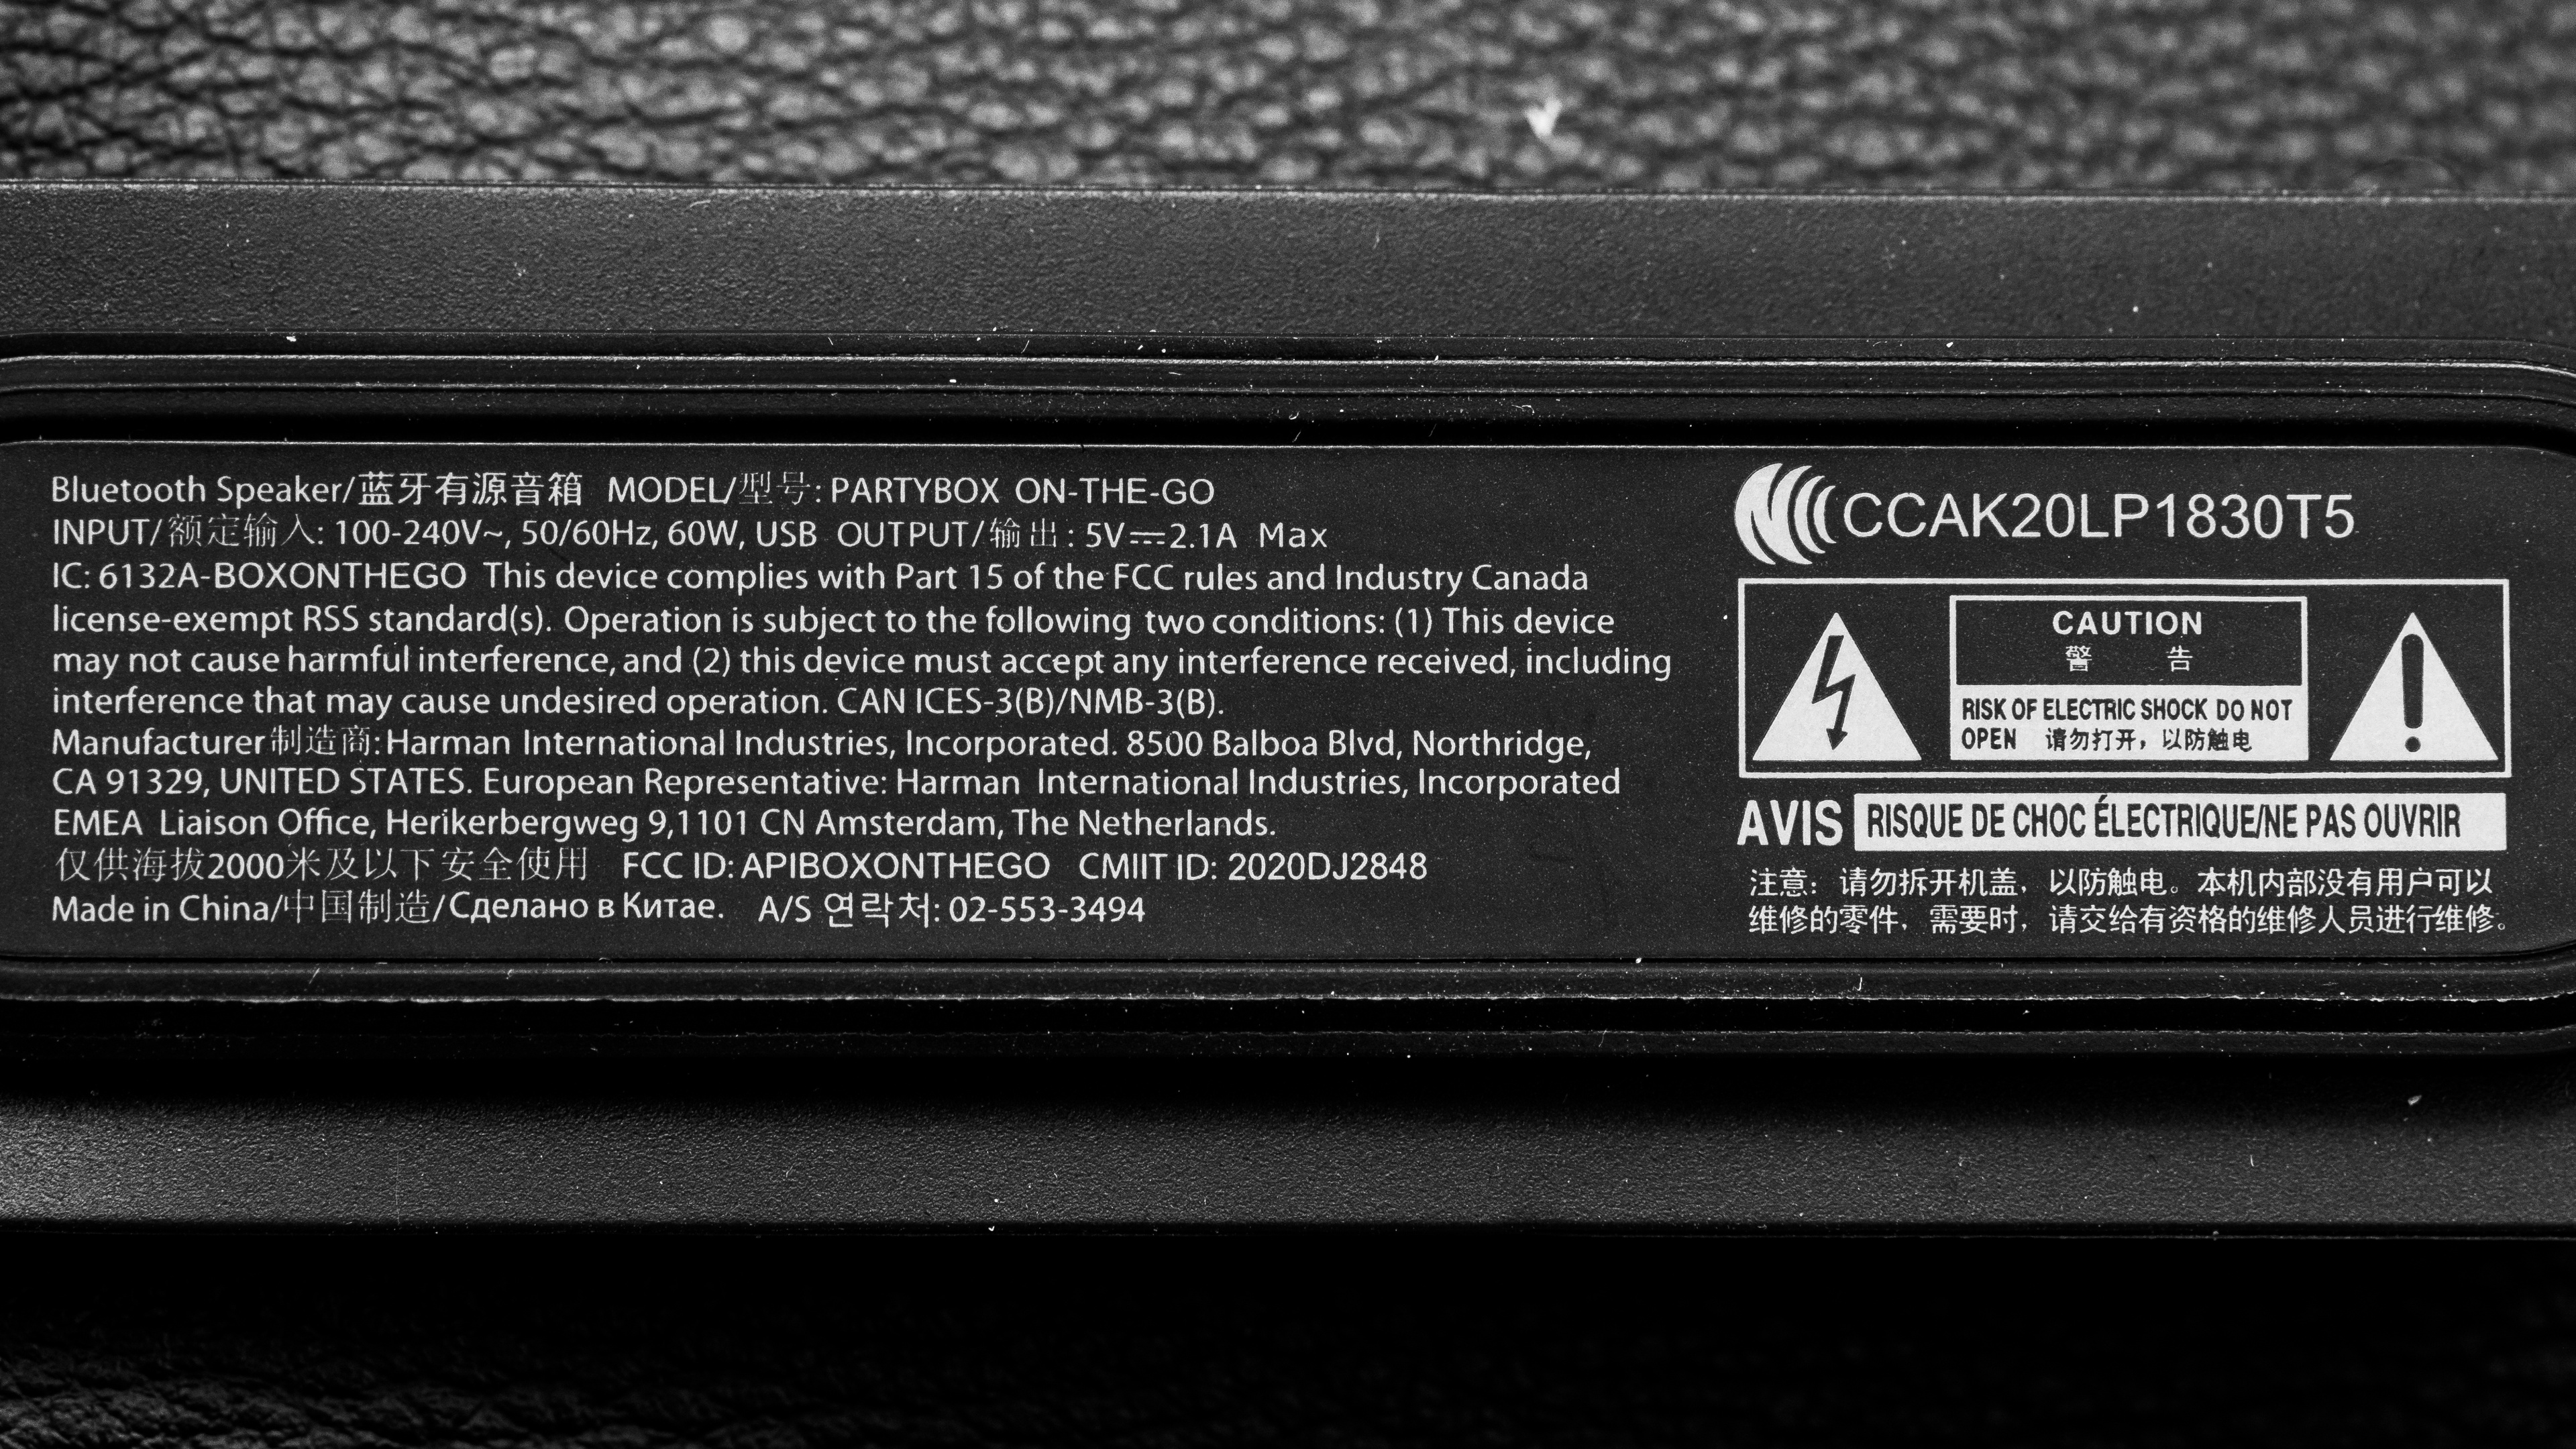 Bluetooth Speaker/蓝牙有源音箱 MODEL/型号: PARTYBOX ON-THE-GO
INPUT/额定输入: 100-240V~, 50/60Hz, 60W, USB OUTPUT/输出: 5V⎓2.1A Max
IC: 6132A-BOXONTHEGO This device complies with Part 15 of the FCC rules and Industry Canada
license-exempt RSS standard(s). Operation is subject to the following two conditions: (1) This device
may not cause harmful interference, and (2) this device must accept any interference received, including
interference that may cause undesired operation. CAN ICES-3(B)/NMB-3(B).
Manufacturer制造商: Harman International Industries, Incorporated. 8500 Balboa Blvd, Northridge,
CA 91329, UNITED STATES. European Representative: Harman International Industries, Incorporated
EMEA Liaison Office, Herikerbergweg 9,1101 CN Amsterdam, The Netherlands.
仅供海拔2000米及以下安全使用 FCC ID: APIBOXONTHEGO CMIIT ID: 2020DJ2848
Made in China/中国制造/Сделано в Китае. A/S 연락처: 02-553-3494
CCAK20LP1830T5
CAUTION
警 告
RISK OF ELECTRIC SHOCK DO NOT
OPEN 请勿打开，以防触电
AVIS RISQUE DE CHOC ÉLECTRIQUE/NE PAS OUVRIR
注意：请勿拆开机盖，以防触电。本机内部没有用户可以
维修的零件，需要时，请交给有资格的维修人员进行维修。